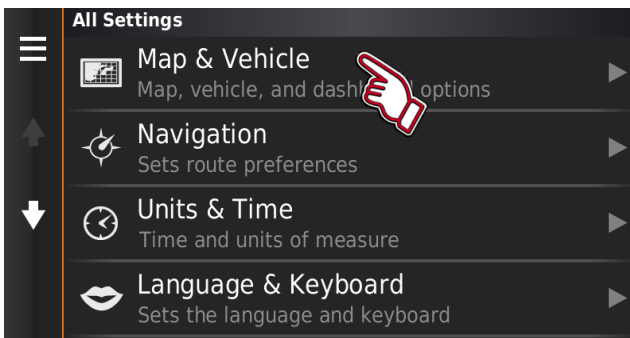 All Settings
Map & Vehicle
Map, vehicle, and dash options
Navigation
Sets route preferences
Units & Time
Time and units of measure
Language & Keyboard
Sets the language and keyboard